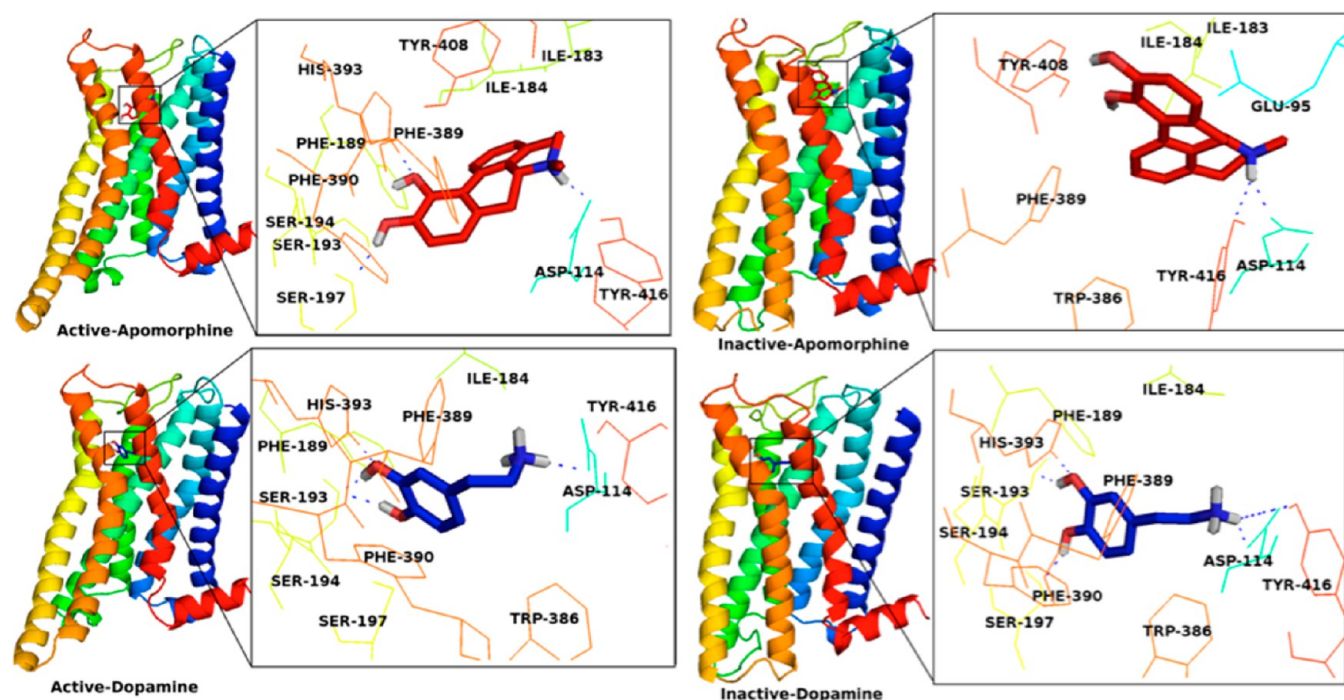 TYR-408
ILE-183
HIS-393
ILE-184
PHE-389
PHE-189
PHE-390
SER-194
SER-193
ASP-114
SER-197
TYR-416
Active-Apomorphine
ILE-183
ILE-184
TYR-408
GLU-95
PHE-389
TYR-416
ASP-114
TRP-386
Inactive-Apomorphine
ILE-184
HIS-393
PHE-389
TYR-416
PHE-189
SER-193
ASP-114
PHE-390
SER-194
SER-197
TRP-386
Active-Dopamine
ILE-184
PHE-189
HIS-393
PHE-389
SER-193
SER-194
ASP-114
TYR-416
PHE-390
SER-197
TRP-386
Inactive-Dopamine